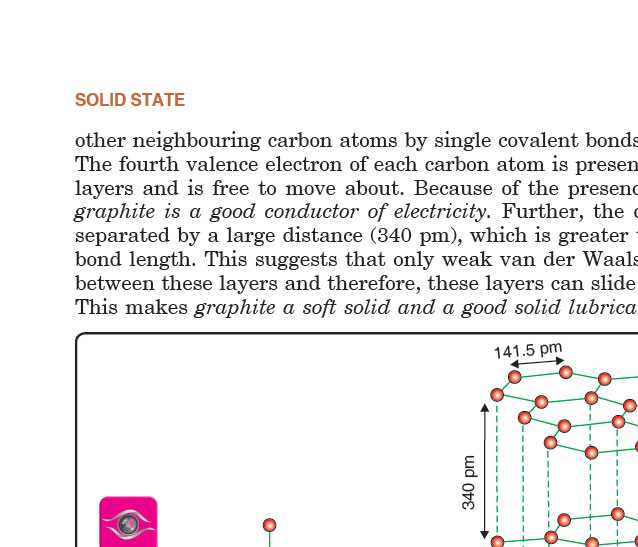 SOLID STATE
other neighbouring carbon atoms by single covalent bonds
The fourth valence electron of each carbon atom is presen
layers and is free to move about. Because of the presenc
graphite is a good conductor of electricity. Further, the
separated by a large distance (340 pm), which is greater
bond length. This suggests that only weak van der Waals
between these layers and therefore, these layers can slide
This makes graphite a soft solid and a good solid lubrica
141.5 pm
340 pm